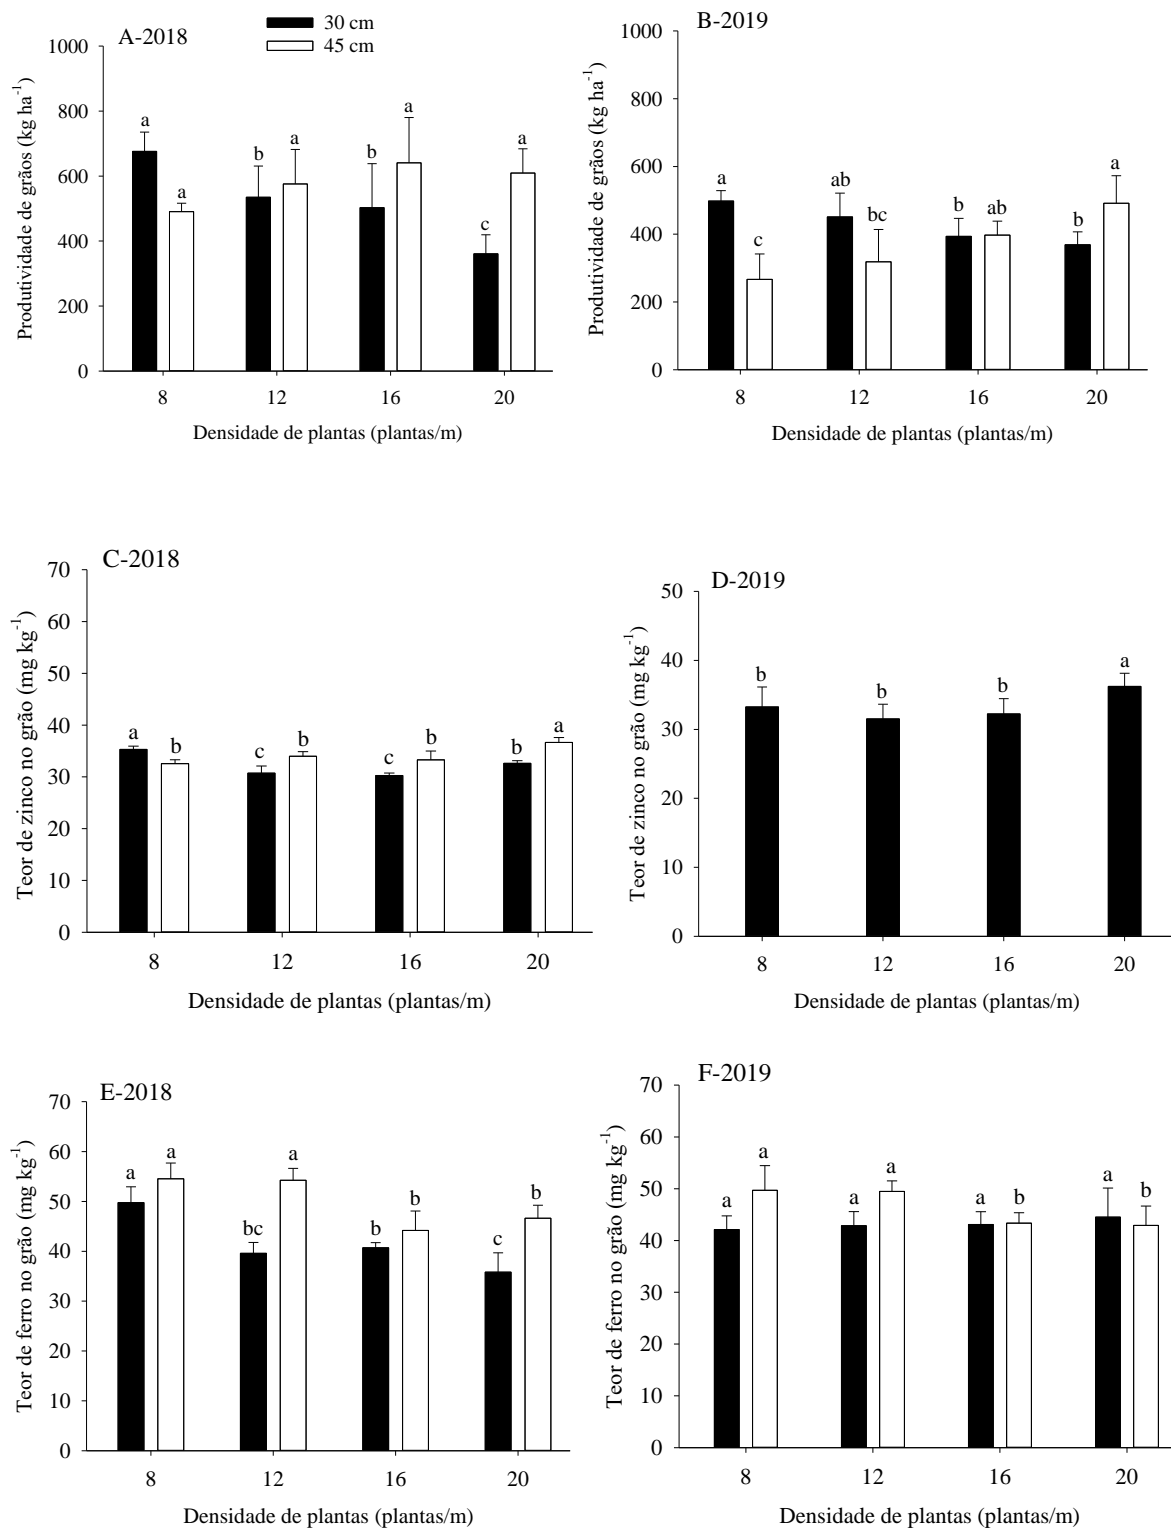 A-2018
30 cm
45 cm
Produtividade de grãos (kg ha-1)
1000
800
600
400
200
0
a
a
b
a
b
a
c
a
8 12 16 20
Densidade de plantas (plantas/m)
B-2019
Produtividade de grãos (kg ha-1)
1000
800
600
400
200
0
a
c
ab
bc
b
ab
b
a
8 12 16 20
Densidade de plantas (plantas/m)
C-2018
Teor de zinco no grão (mg kg-1)
70
60
50
40
30
20
10
0
a
b
c
b
c
b
b
a
8 12 16 20
Densidade de plantas (plantas/m)
D-2019
Teor de zinco no grão (mg kg-1)
50
40
30
20
10
0
b
b
b
a
8 12 16 20
Densidade de plantas (plantas/m)
E-2018
Teor de ferro no grão (mg kg-1)
70
60
50
40
30
20
10
0
a
a
bc
a
b
b
c
b
8 12 16 20
Densidade de plantas (plantas/m)
F-2019
Teor de ferro no grão (mg kg-1)
70
60
50
40
30
20
10
0
a
a
a
a
a
b
a
b
8 12 16 20
Densidade de plantas (plantas/m)